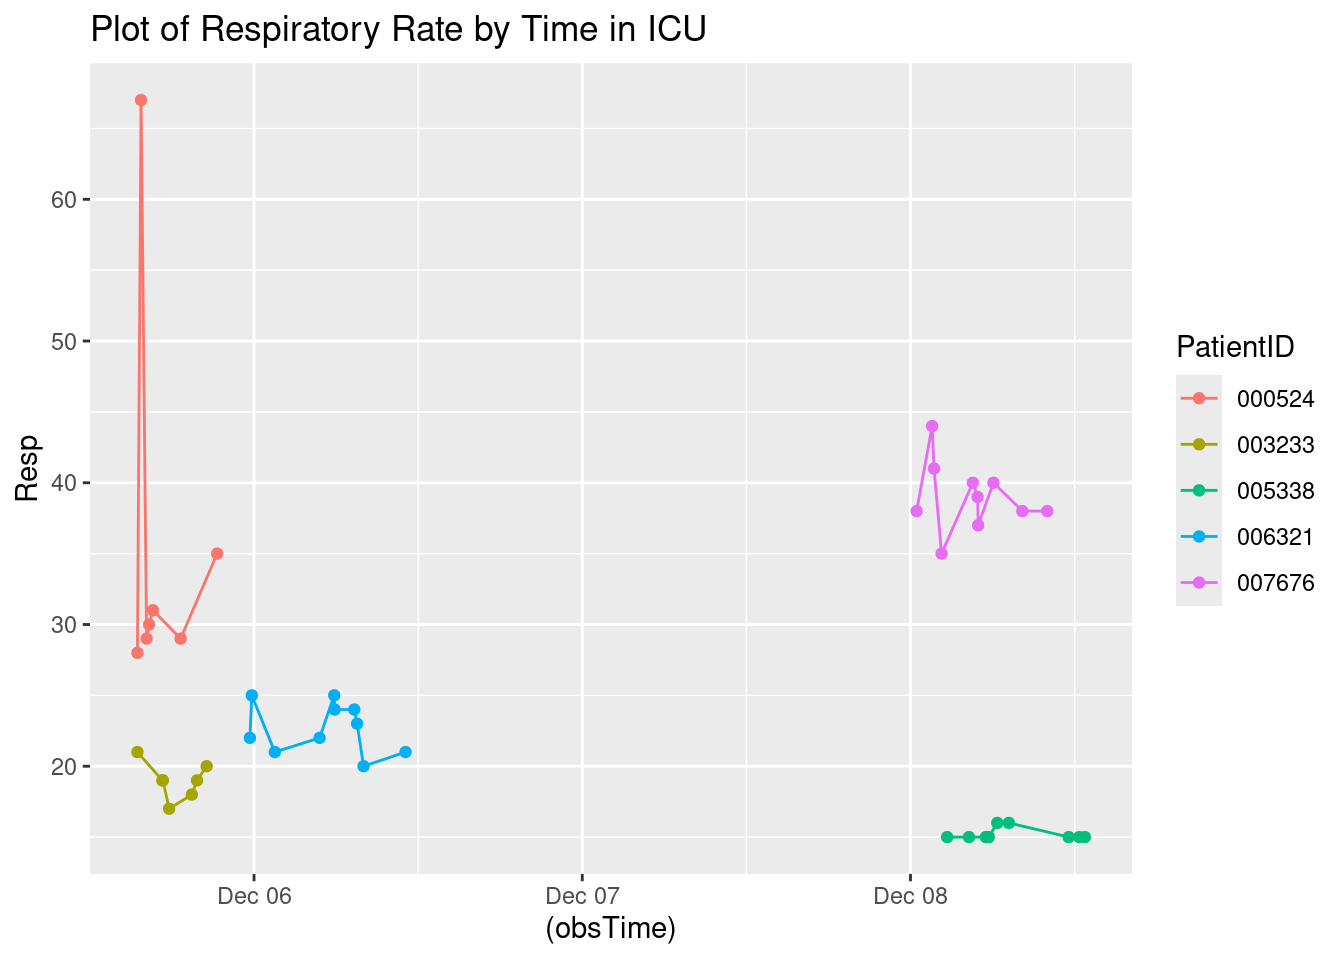 Plot of Respiratory Rate by Time in ICU
Resp
60
50
40
30
20
Dec 06
Dec 07
Dec 08
(obsTime)
PatientID
000524
003233
005338
006321
007676